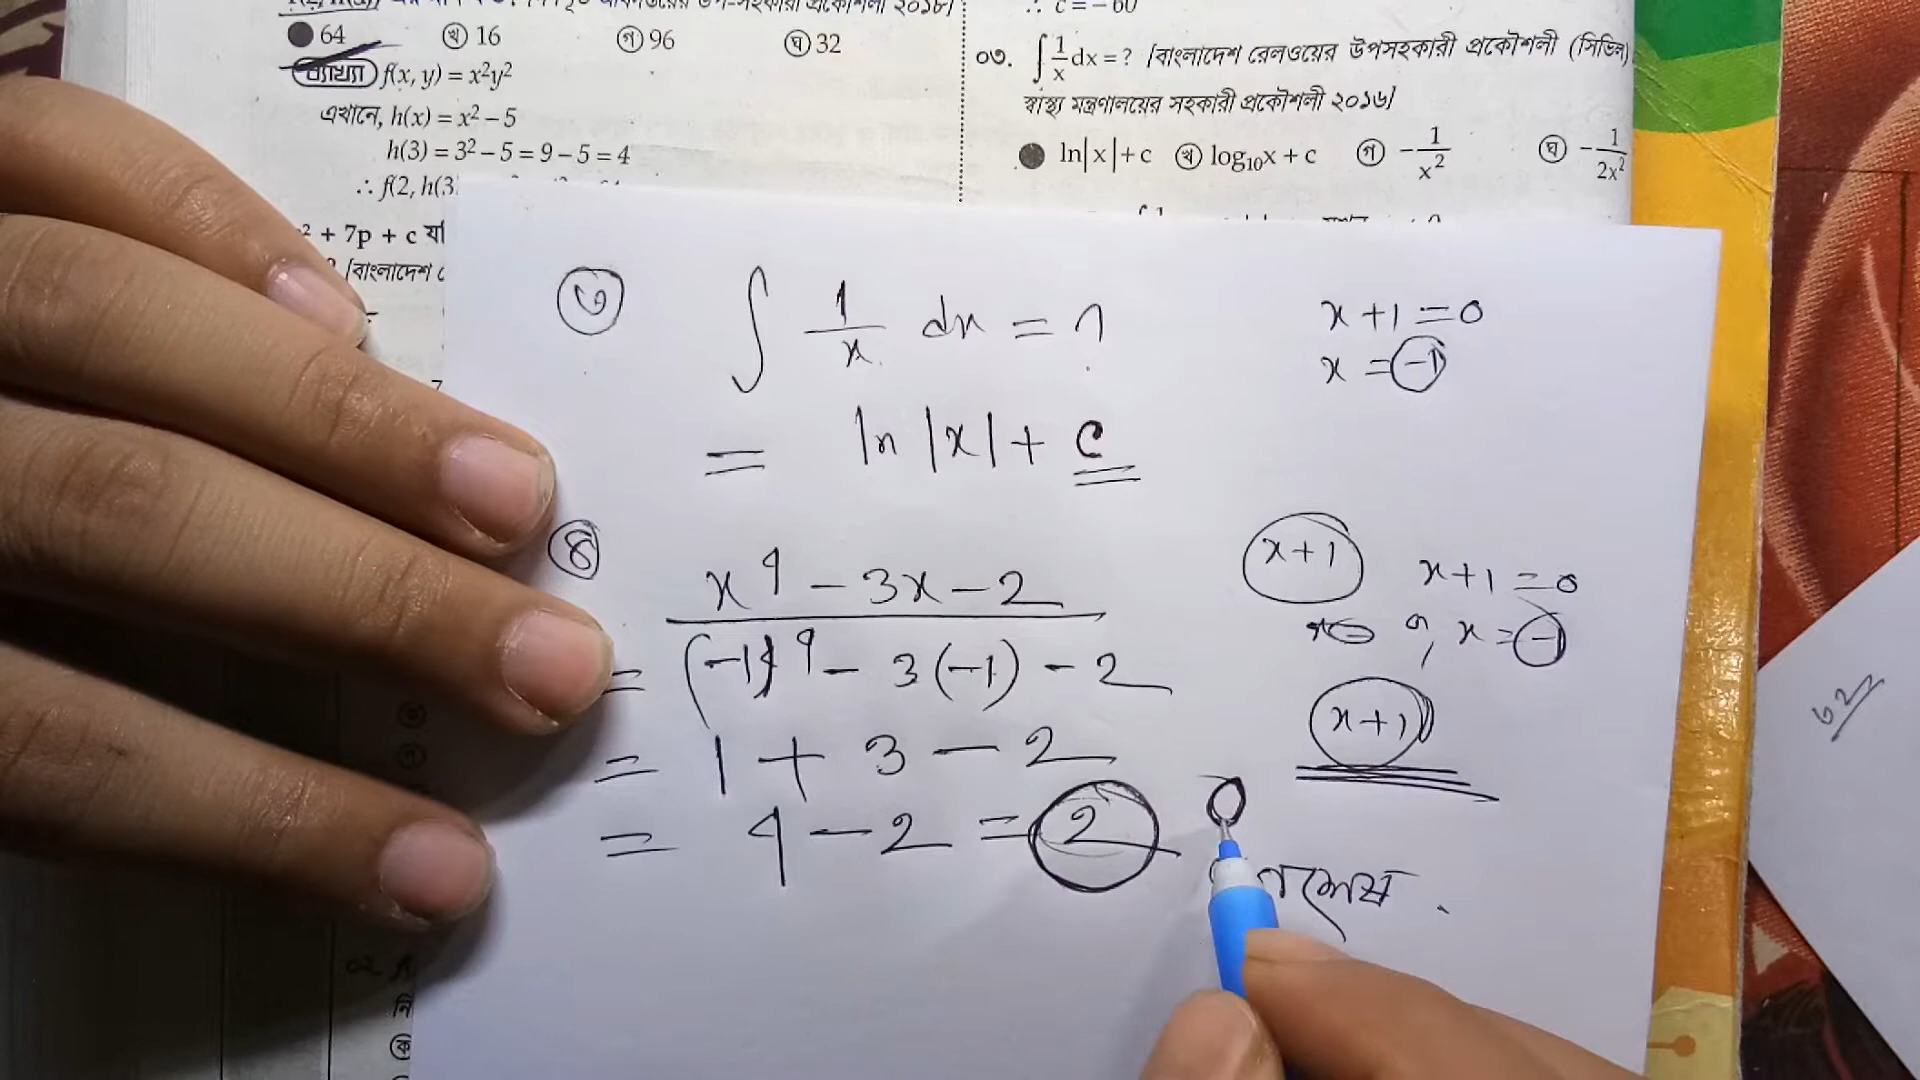 64 খ 16 গ 96 ঘ 32
ব্যাখ্যা f(x, y) = x²y²
এখানে, h(x) = x² – 5
h(3) = 3² – 5 = 9 – 5 = 4
∴ f(2, h(3
² + 7p + c যদি
/বাংলাদেশ রে
∴ c = – 60
০৩. ∫ 1/x dx = ? /বাংলাদেশ রেলওয়ের উপসহকারী প্রকৌশলী (সিভিল)
স্বাস্থ্য মন্ত্রণালয়ের সহকারী প্রকৌশলী ২০১৬/
ln|x| + c খ log₁₀x + c গ – 1/x² ঘ – 1/2x²
৩ ∫ 1/x dx = ?
= ln |x| + c
x + 1 = 0
x = -1
৪ x⁴ - 3x - 2
= (-1)⁴ - 3(-1) - 2
= 1 + 3 - 2
= 4 - 2 = 2
x + 1
x + 1 = 0
x = -1
(x+1)
0